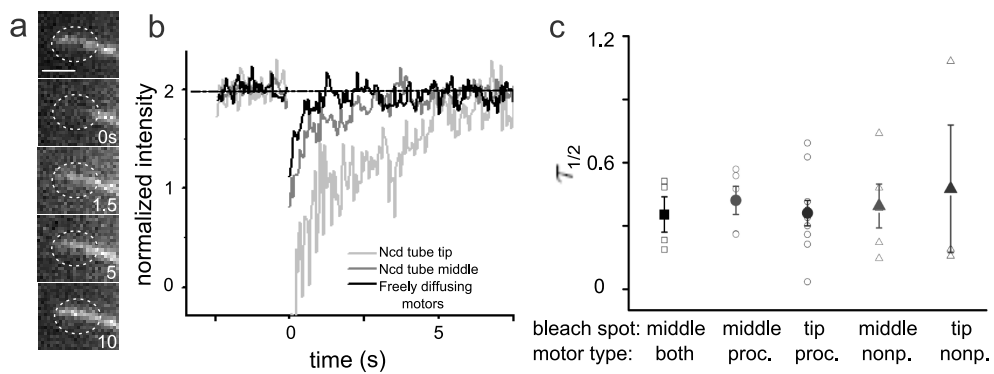 a
0s
1.5
5
10
b
normalized intensity
2
1
0
Ncd tube tip
Ncd tube middle
Freely diffusing
motors
0
5
time (s)
c
τ1/2
1.2
0.6
0
bleach spot: middle middle tip middle tip
motor type: both proc. proc. nonp. nonp.